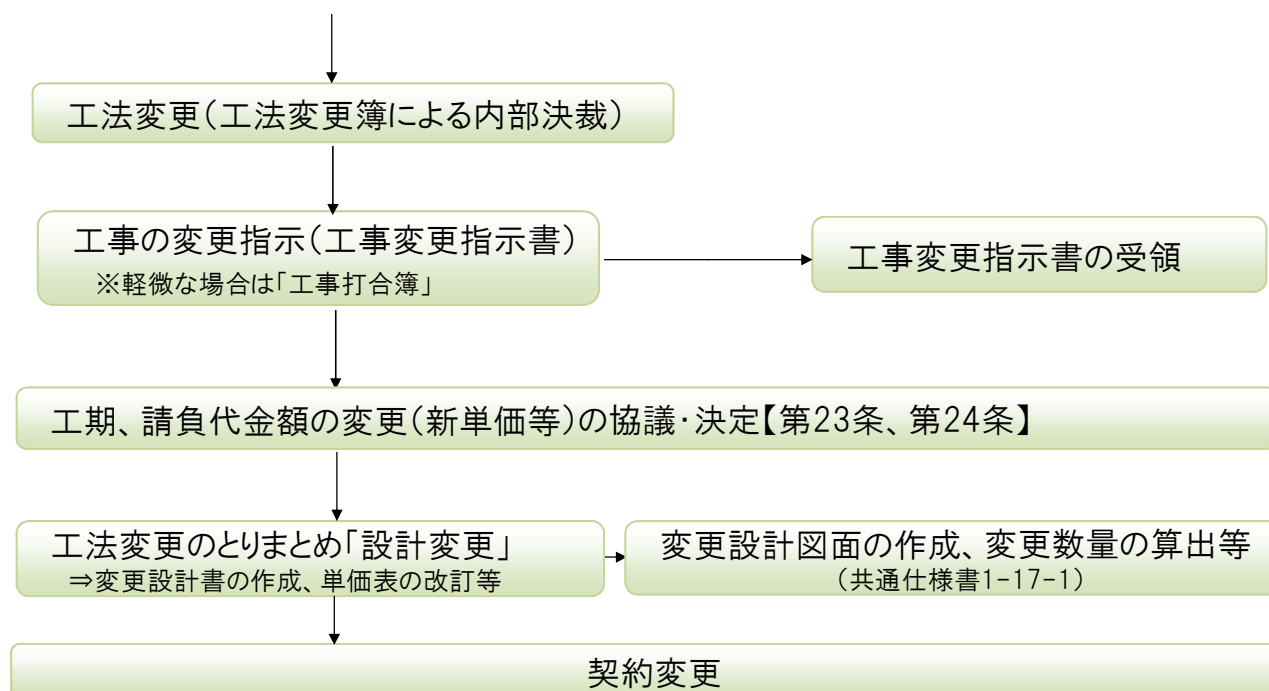 工法変更(工法変更簿による内部決裁)
工事の変更指示(工事変更指示書)
※軽微な場合は「工事打合簿」
工事変更指示書の受領
工期、請負代金額の変更(新単価等)の協議・決定【第23条、第24条】
工法変更のとりまとめ「設計変更」
⇒変更設計書の作成、単価表の改訂等
変更設計図面の作成、変更数量の算出等
(共通仕様書1-17-1)
契約変更